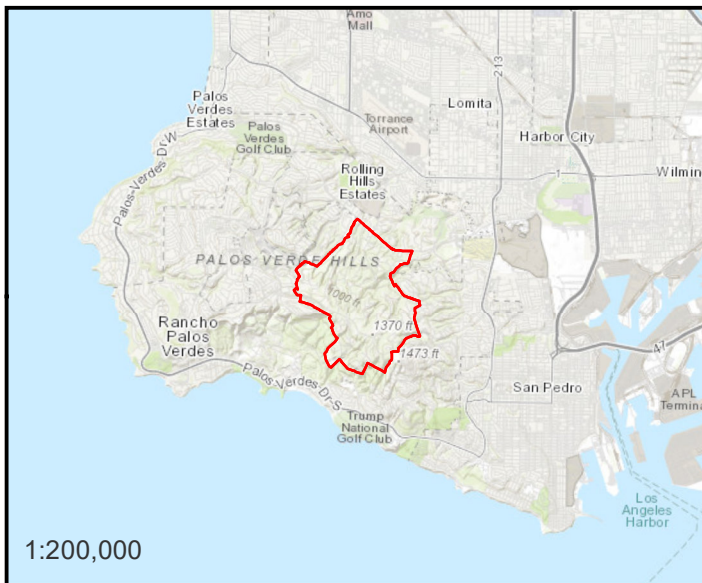 Amo
Mall
213
Palos
Verdes
Estates
Palos
Verdes
Golf Club
Torrance
Airport
Lomita
Harbor City
Palos-Verdes Dr-W
Rolling
Hills
Estates
1
Wilmin
PALOS VERDE HILLS
1000 ft
1370 ft
1473 ft
Rancho
Palos
Verdes
47
Palos-Verdes Dr-S
San Pedro
APL
Termina
Trump
National
Golf Club
Los
Angeles
Harbor
1:200,000